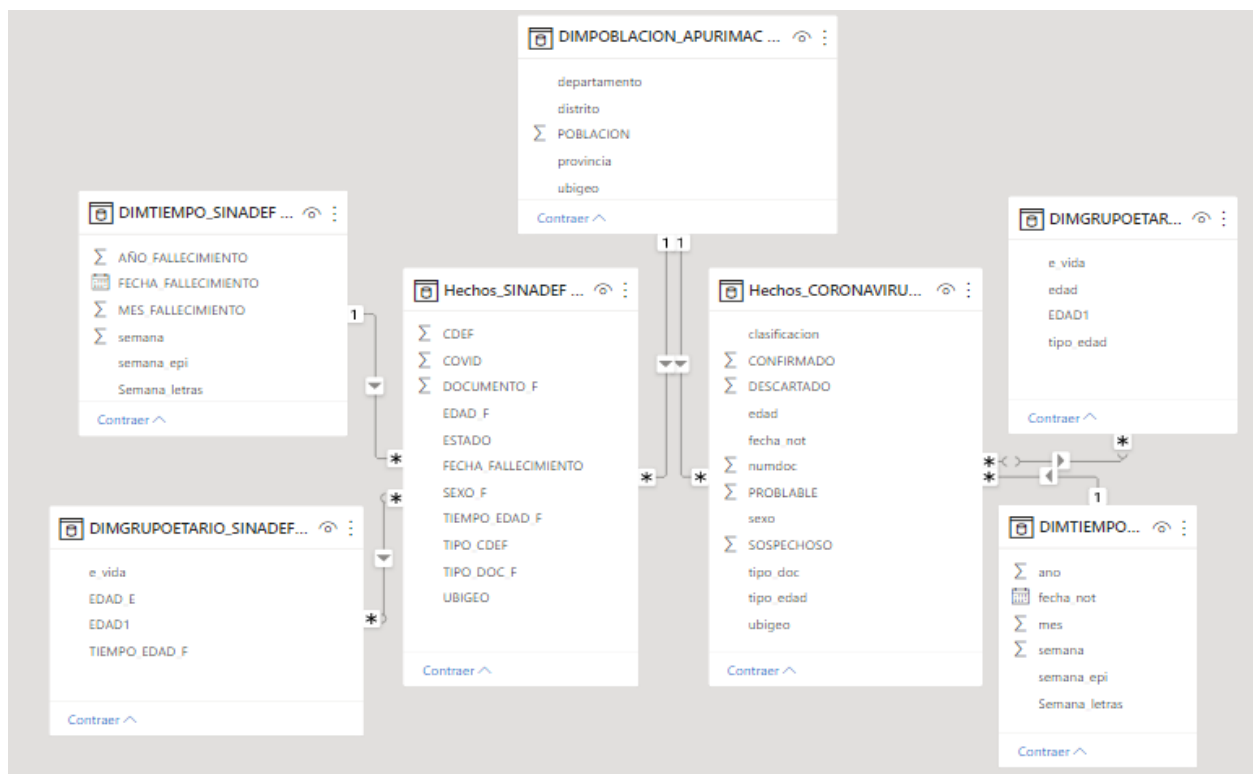 DIMPOBLACION_APURIMAC ...
departamento
distrito
POBLACION
provincia
ubigeo
Contraer
DIMTIEMPO_SINADEF ...
AÑO_FALLECIMIENTO
FECHA_FALLECIMIENTO
MES_FALLECIMIENTO
semana
semana_epi
Semana_letras
Contraer
1
1 1
Hechos_SINADEF ...
CDEF
COVID
DOCUMENTO_F
EDAD_F
ESTADO
FECHA_FALLECIMIENTO
SEXO_F
TIEMPO_EDAD_F
TIPO_CDEF
TIPO_DOC_F
UBIGEO
Contraer
*
*
*
Hechos_CORONAVIRU...
clasificacion
CONFIRMADO
DESCARTADO
edad
fecha_not
numdoc
PROBLABLE
sexo
SOSPECHOSO
tipo_doc
tipo_edad
ubigeo
Contraer
*
*
*
DIMGRUPOETAR...
e_vida
edad
EDAD1
tipo_edad
Contraer
*
1
DIMGRUPOETARIO_SINADEF...
e_vida
EDAD_E
EDAD1
TIEMPO_EDAD_F
Contraer
*
DIMTIEMPO...
ano
fecha_not
mes
semana
semana_epi
Semana_letras
Contraer